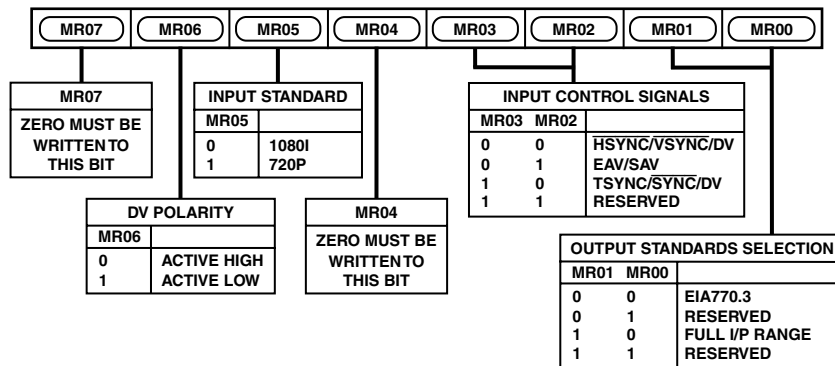 MR07 MR06 MR05 MR04 MR03 MR02 MR01 MR00
MR07
ZERO MUST BE
WRITTEN TO
THIS BIT
INPUT STANDARD
MR05
0 1080I
1 720P
INPUT CONTROL SIGNALS
MR03 MR02
0 0 HSYNC/VSYNC/DV
0 1 EAV/SAV
1 0 TSYNC/SYNC/DV
1 1 RESERVED
DV POLARITY
MR06
0 ACTIVE HIGH
1 ACTIVE LOW
MR04
ZERO MUST BE
WRITTEN TO
THIS BIT
OUTPUT STANDARDS SELECTION
MR01 MR00
0 0 EIA770.3
0 1 RESERVED
1 0 FULL I/P RANGE
1 1 RESERVED